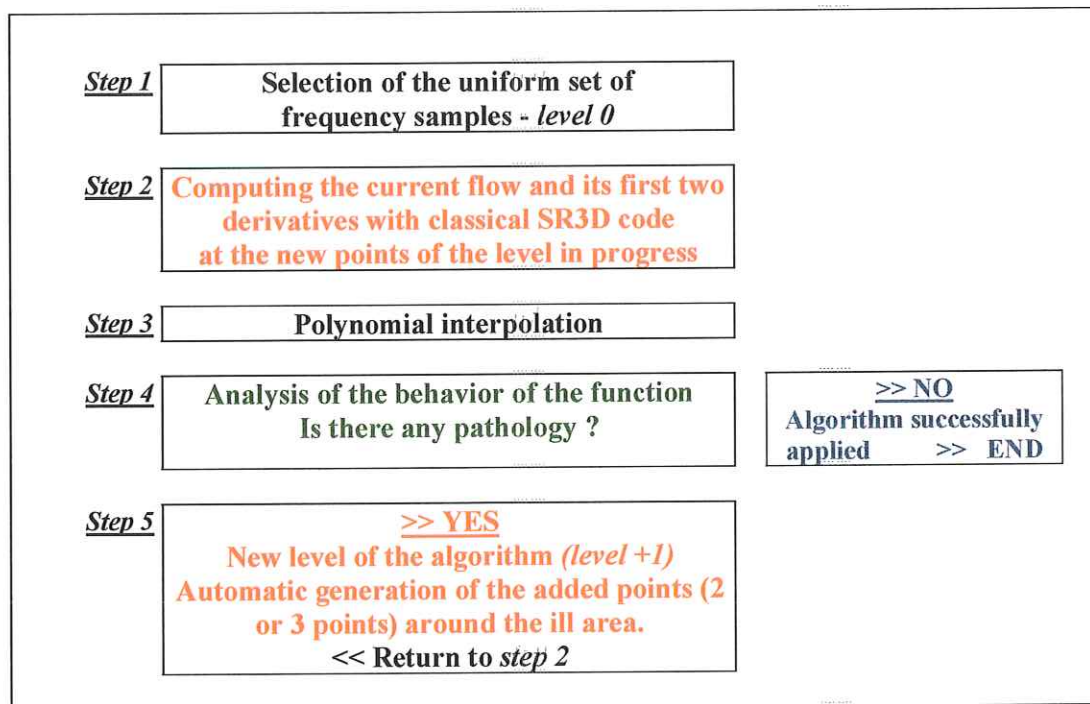 Step 1
Selection of the uniform set of
frequency samples - level 0
Step 2
Computing the current flow and its first two
derivatives with classical SR3D code
at the new points of the level in progress
Step 3
Polynomial interpolation
Step 4
Analysis of the behavior of the function
Is there any pathology ?
>> NO
Algorithm successfully
applied >> END
Step 5
>> YES
New level of the algorithm (level +1)
Automatic generation of the added points (2
or 3 points) around the ill area.
<< Return to step 2